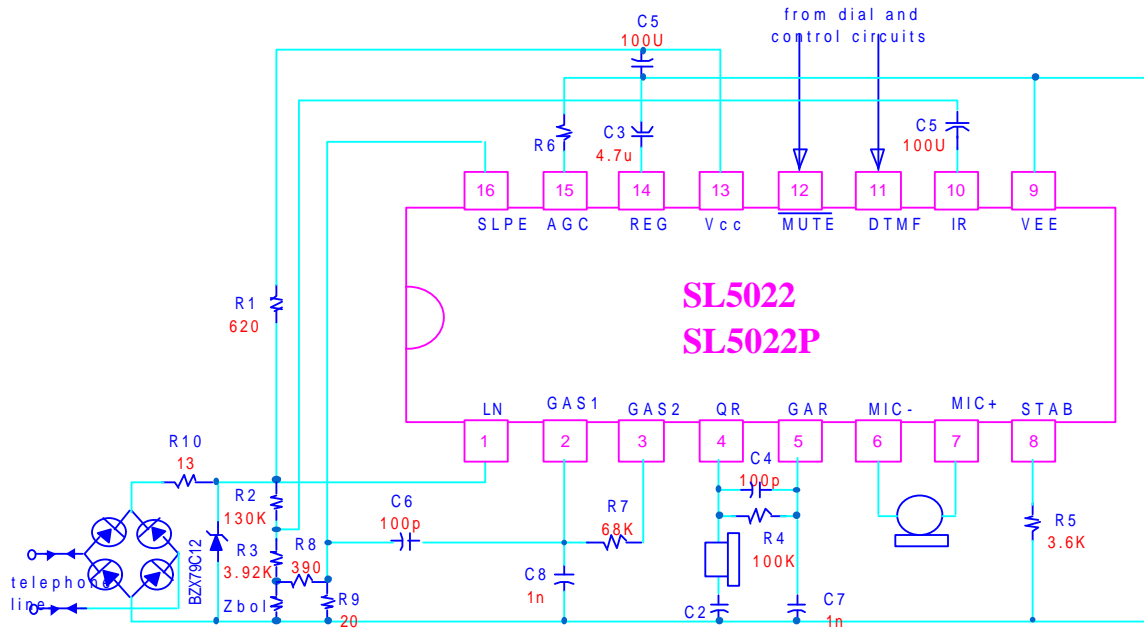 from dial and
control circuits
C5
100U
R6
C3
4.7u
C5
100U
16
15
14
13
12
11
10
9
SLPE
AGC
REG
Vcc
MUTE
DTMF
IR
VEE
SL5022
SL5022P
R1
620
LN
GAS1
GAS2
QR
GAR
MIC-
MIC+
STAB
1
2
3
4
5
6
7
8
R10
13
R2
130K
C6
100p
R7
68K
C4
100p
R4
100K
R5
3.6K
BZX79C12
R3
3.92K
R8
390
C8
1n
telephone
line
Zbol
R9
20
C2
C7
1n